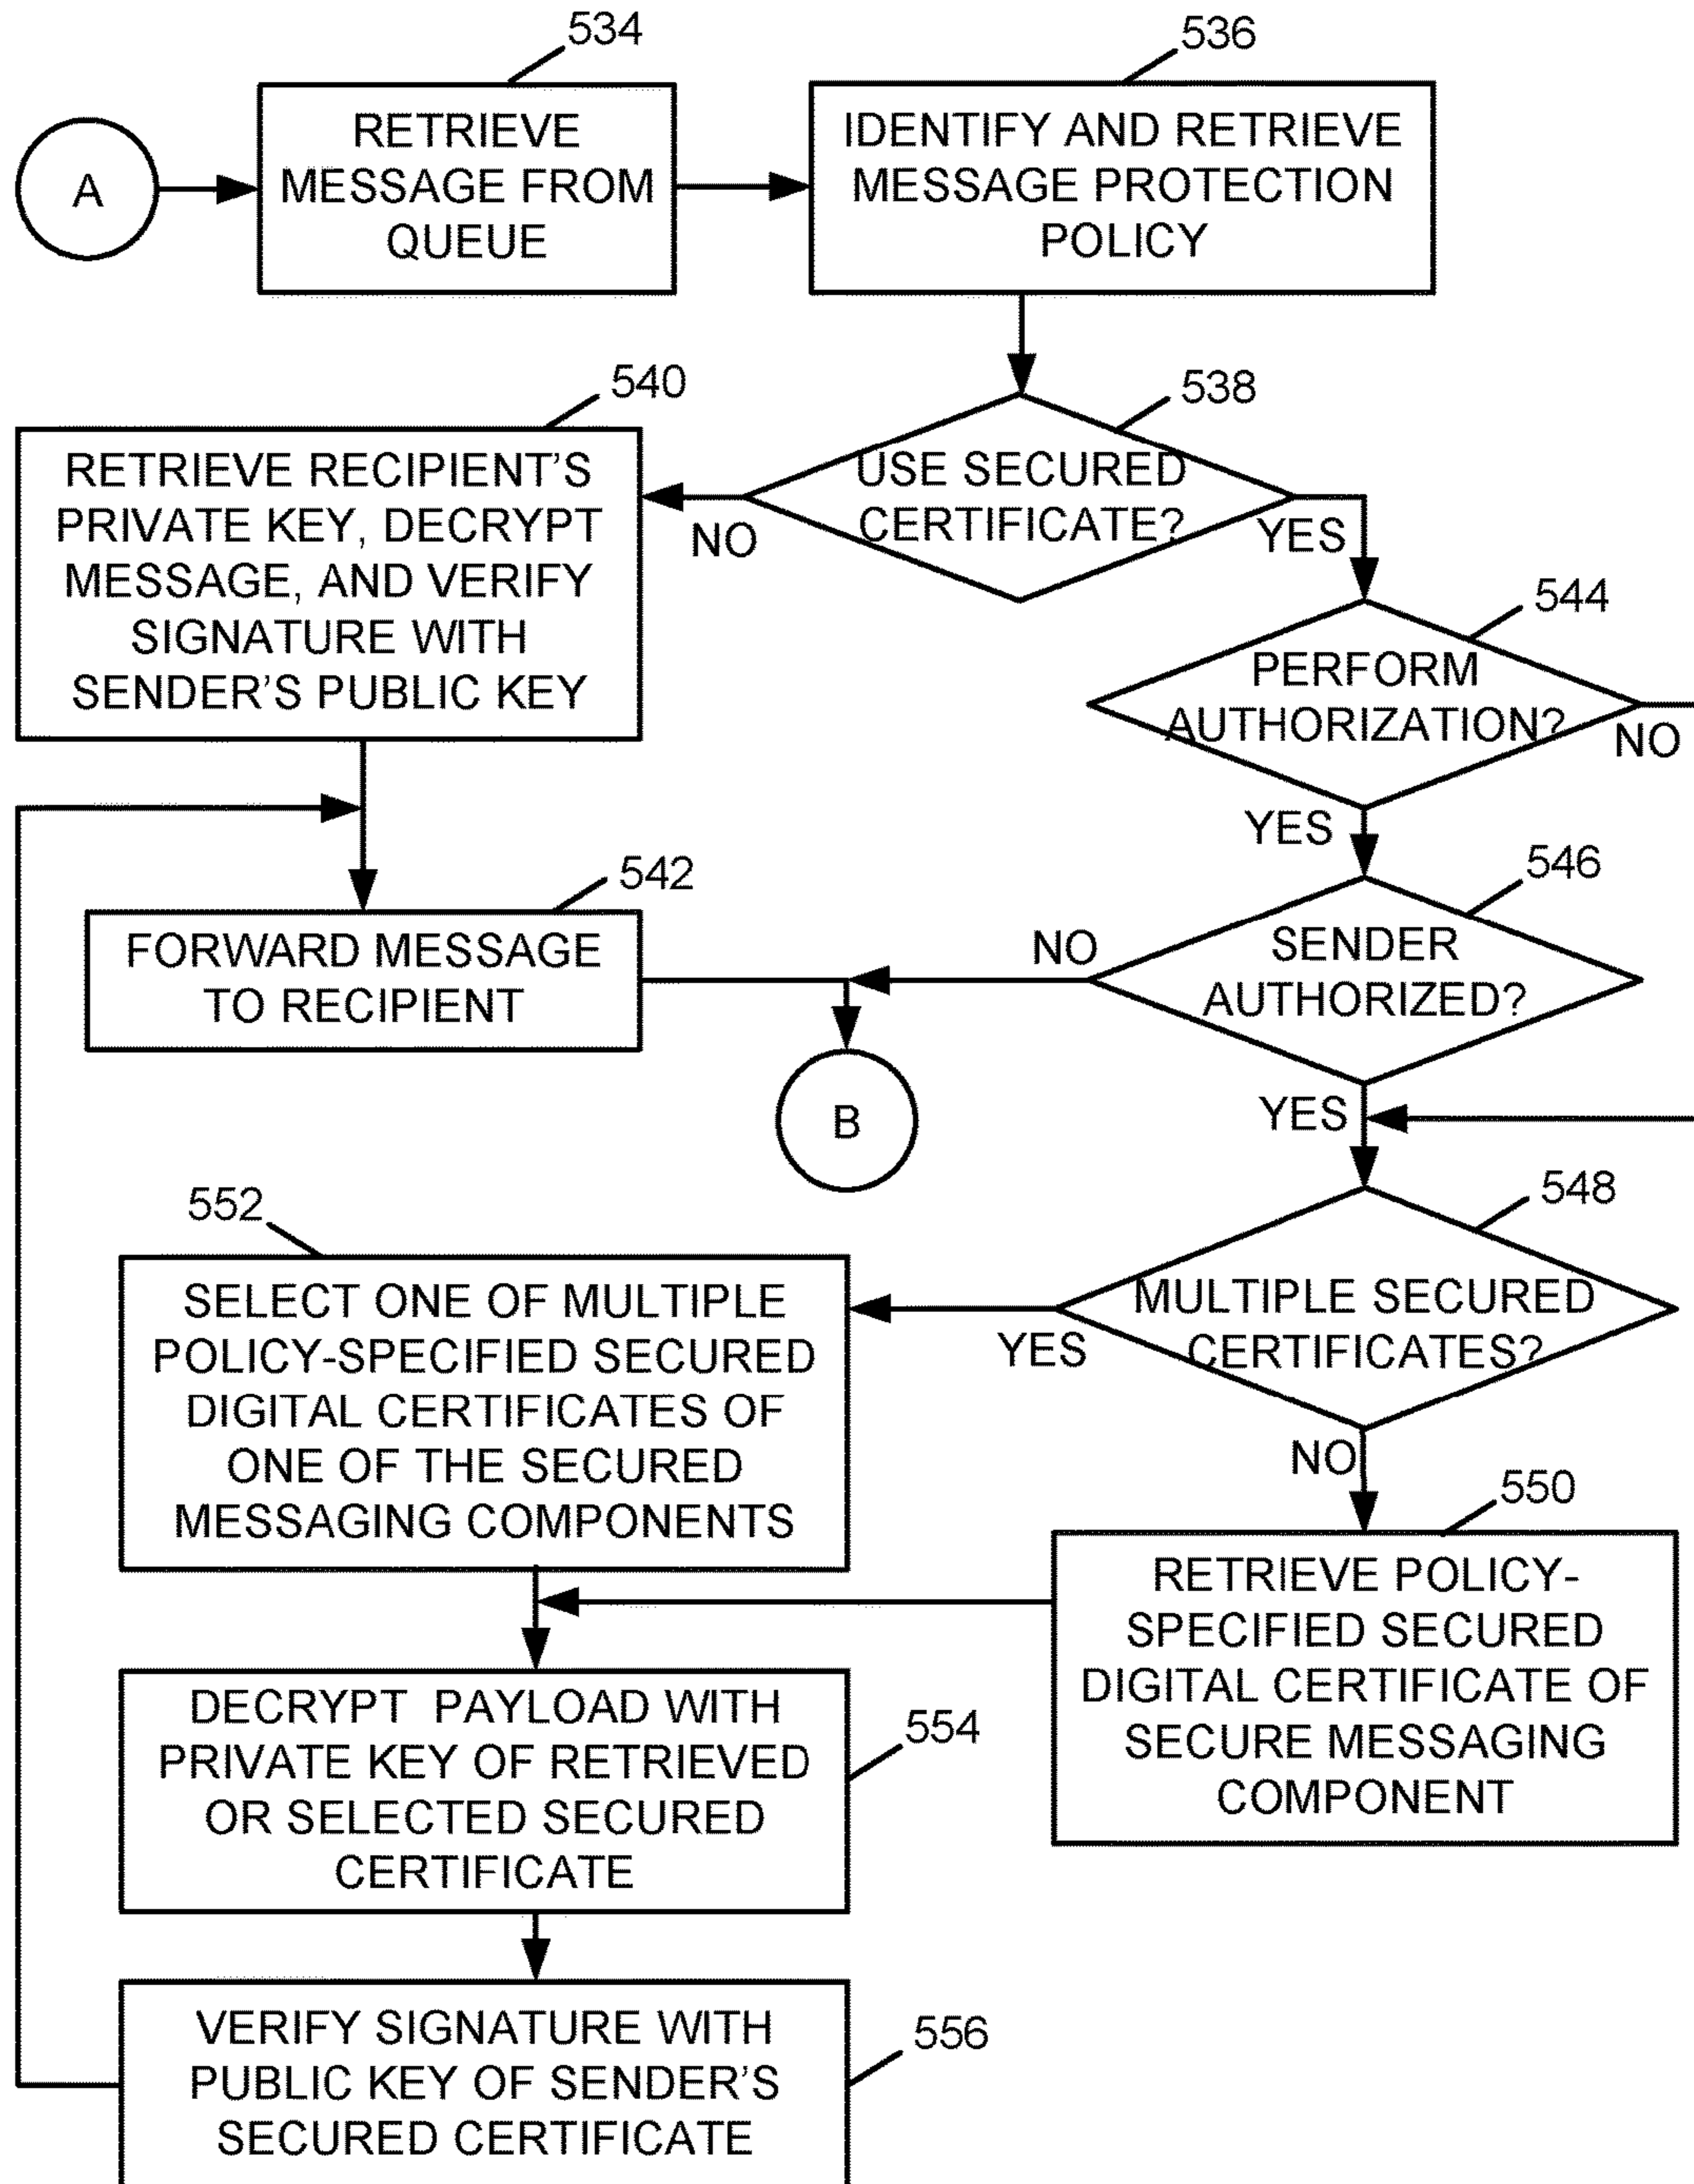 534
536
A
RETRIEVE
MESSAGE FROM
QUEUE
IDENTIFY AND RETRIEVE
MESSAGE PROTECTION
POLICY
540
538
RETRIEVE RECIPIENT'S
PRIVATE KEY, DECRYPT
MESSAGE, AND VERIFY
SIGNATURE WITH
SENDER'S PUBLIC KEY
USE SECURED
CERTIFICATE?
NO
YES
544
PERFORM
AUTHORIZATION?
NO
YES
542
546
FORWARD MESSAGE
TO RECIPIENT
NO
SENDER
AUTHORIZED?
B
YES
552
548
SELECT ONE OF MULTIPLE
POLICY-SPECIFIED SECURED
DIGITAL CERTIFICATES OF
ONE OF THE SECURED
MESSAGING COMPONENTS
MULTIPLE SECURED
CERTIFICATES?
YES
NO
550
RETRIEVE POLICY-
SPECIFIED SECURED
DIGITAL CERTIFICATE OF
SECURE MESSAGING
COMPONENT
DECRYPT PAYLOAD WITH
PRIVATE KEY OF RETRIEVED
OR SELECTED SECURED
CERTIFICATE
554
VERIFY SIGNATURE WITH
PUBLIC KEY OF SENDER'S
SECURED CERTIFICATE
556